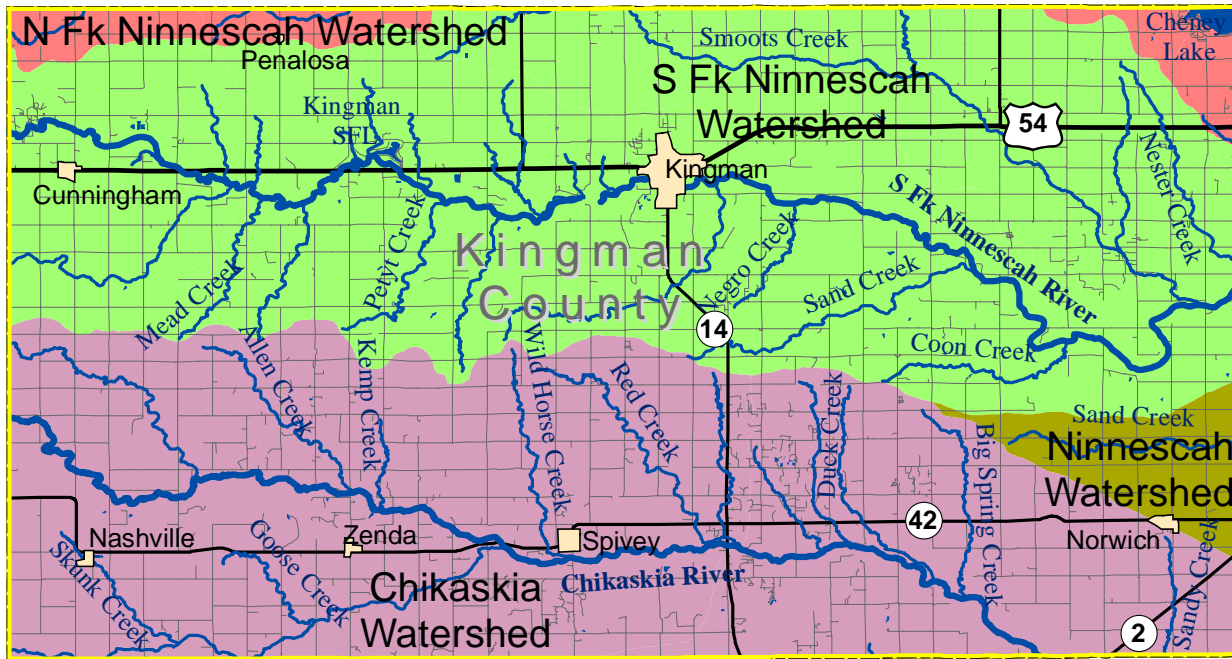 N Fk Ninnescah Watershed
Penalosa
Smoots Creek
Cheney
Lake
Kingman
SFL
S Fk Ninnescah
Watershed
54
Nester Creek
Cunningham
Kingman
S Fk Ninnescah River
Petyt Creek
Kingman
County
Negro Creek
Sand Creek
Mead Creek
14
Coon Creek
Allen Creek
Kemp Creek
Wild Horse Creek
Red Creek
Duck Creek
Big Spring Creek
Sand Creek
Ninnescah
Watershed
42
Nashville
Zenda
Spivey
Norwich
Skunk Creek
Goose Creek
Chikaskia
Watershed
Chikaskia River
Sandy Creek
2